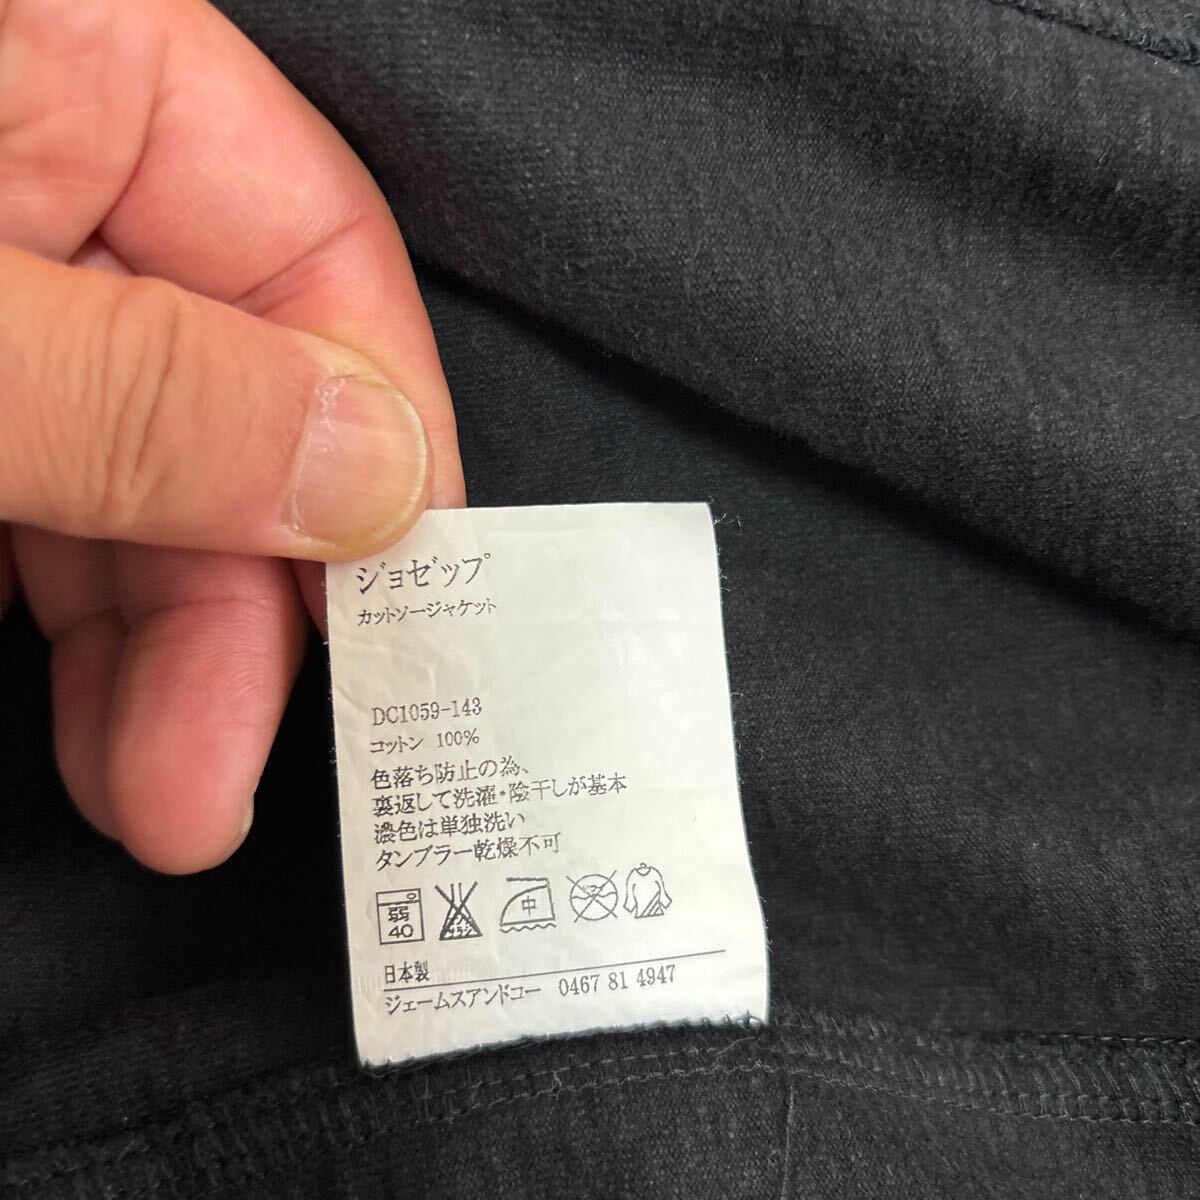 ジョゼップ
カットソージャケット
DC1059-143
コットン 100%
色落ち防止の為、
裏返して洗濯・陰干しが基本
濃色は単独洗い
タンブラー乾燥不可
弱
40
中
日本製
ジェームスアンドコー 0467 81 4947